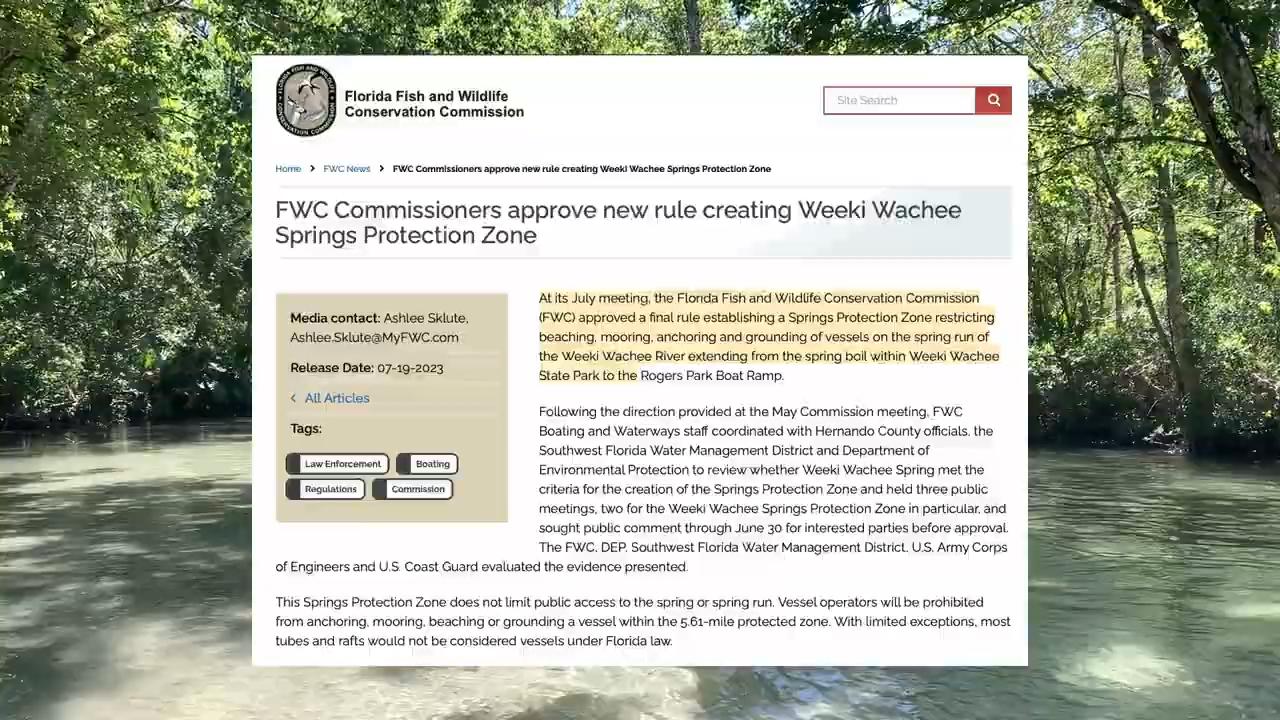 Florida Fish and Wildlife
Conservation Commission
Site Search
Home > FWC News > FWC Commissioners approve new rule creating Weeki Wachee Springs Protection Zone
FWC Commissioners approve new rule creating Weeki Wachee
Springs Protection Zone
Media contact: Ashlee Sklute,
Ashlee.Sklute@MyFWC.com
Release Date: 07-19-2023
< All Articles
Tags:
Law Enforcement
Boating
Regulations
Commission
At its July meeting, the Florida Fish and Wildlife Conservation Commission
(FWC) approved a final rule establishing a Springs Protection Zone restricting
beaching, mooring, anchoring and grounding of vessels on the spring run of
the Weeki Wachee River extending from the spring boil within Weeki Wachee
State Park to the Rogers Park Boat Ramp.
Following the direction provided at the May Commission meeting, FWC
Boating and Waterways staff coordinated with Hernando County officials, the
Southwest Florida Water Management District and Department of
Environmental Protection to review whether Weeki Wachee Spring met the
criteria for the creation of the Springs Protection Zone and held three public
meetings, two for the Weeki Wachee Springs Protection Zone in particular, and
sought public comment through June 30 for interested parties before approval.
The FWC, DEP, Southwest Florida Water Management District, U.S. Army Corps
of Engineers and U.S. Coast Guard evaluated the evidence presented.
This Springs Protection Zone does not limit public access to the spring or spring run. Vessel operators will be prohibited
from anchoring, mooring, beaching or grounding a vessel within the 5.61-mile protected zone. With limited exceptions, most
tubes and rafts would not be considered vessels under Florida law.